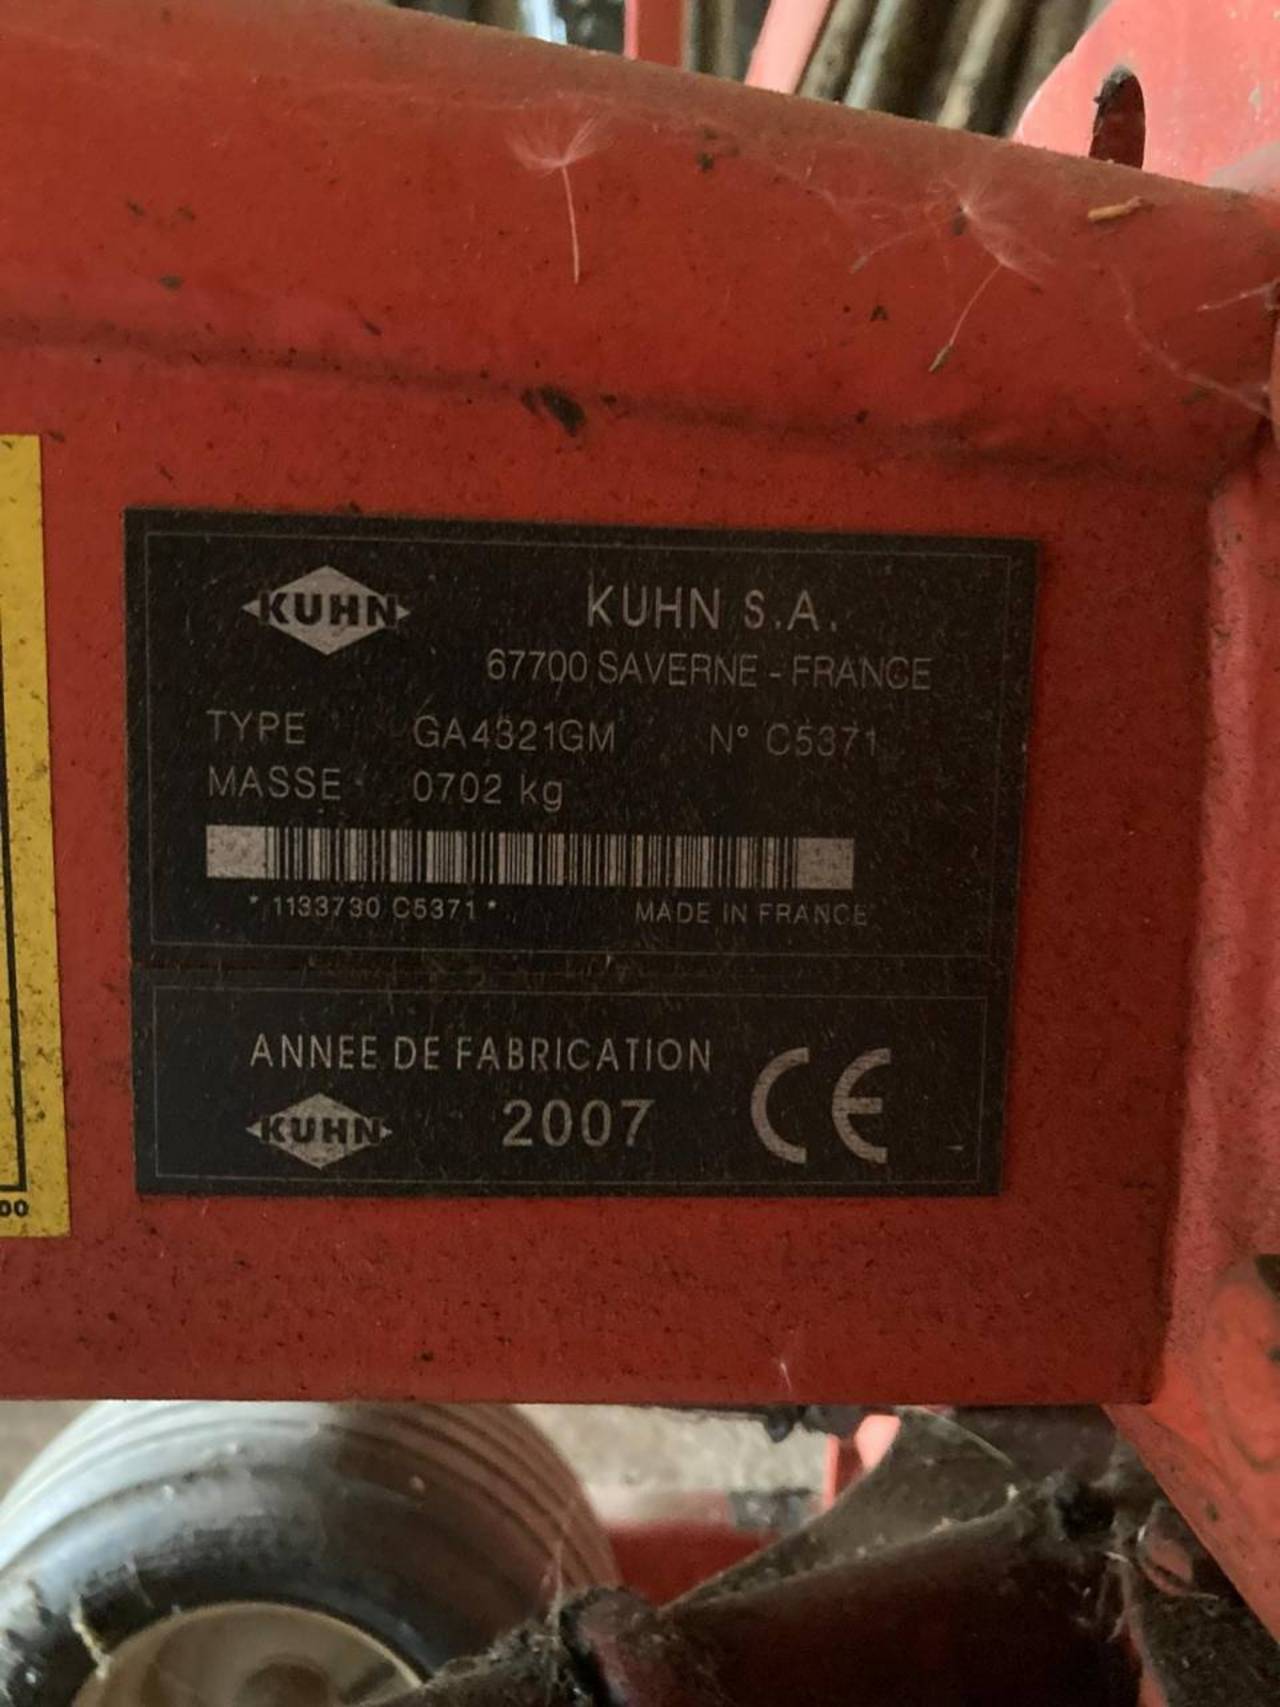 KUHN
KUHN S.A.
67700 SAVERNE - FRANCE
TYPE GA4321GM N° C5371
MASSE 0702 kg
* 1133730 C5371 *
MADE IN FRANCE
ANNEE DE FABRICATION
KUHN 2007 CE
00